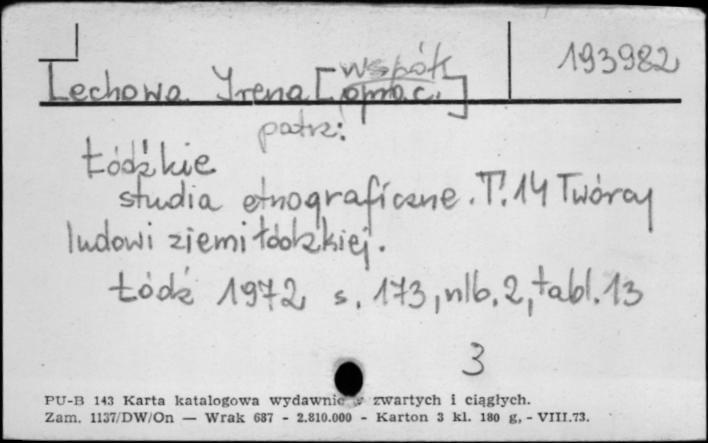 193982
Lechowa Irena [współ
oprac.]
patrz:
Łódzkie
studia etnograficzne. T. 14 Twórcy
ludowi ziemi łódzkiej.
Łódź 1972 s. 173, nlb. 2, tabl. 13
3
PU-B 143 Karta katalogowa wydawnictw zwartych i ciągłych.
Zam. 1137/DW/On — Wrak 687 - 2.810.000 - Karton 3 kl. 180 g, - VIII.73.